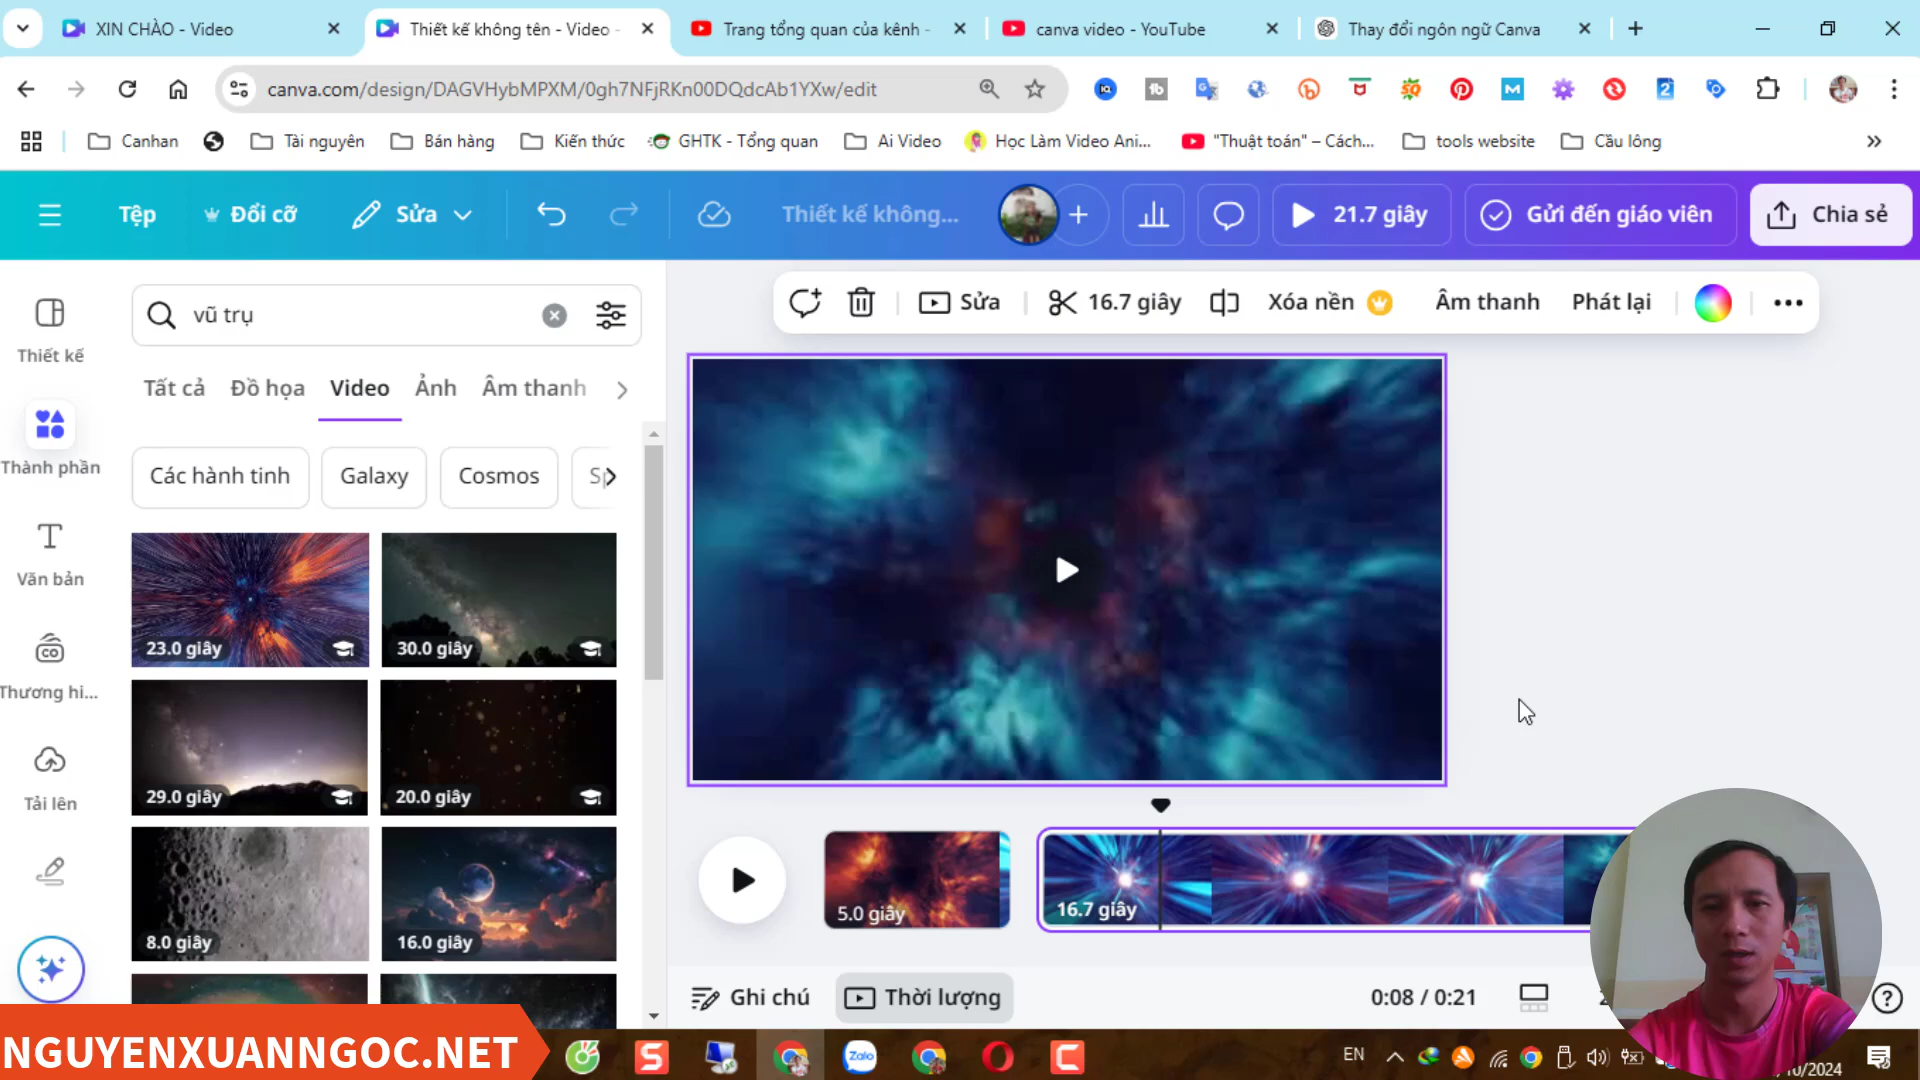 XIN CHÀO - Video
Thiết kế không tên - Video -
Trang tổng quan của kênh -
canva video - YouTube
Thay đổi ngôn ngữ Canva
canva.com/design/DAGVHybMPXM/0gh7NFjRKn00DQdcAb1YXw/edit
Canhan
Tài nguyên
Bán hàng
Kiến thức
GHTK - Tổng quan
Ai Video
Học Làm Video Ani...
"Thuật toán" – Cách...
tools website
Cầu lông
Tệp
Đổi cỡ
Sửa
Thiết kế không...
21.7 giây
Gửi đến giáo viên
Chia sẻ
Thiết kế
Thành phần
Văn bản
Thương hi...
Tải lên
vũ trụ
Tất cả
Đồ họa
Video
Ảnh
Âm thanh
Các hành tinh
Galaxy
Cosmos
23.0 giây
30.0 giây
29.0 giây
20.0 giây
8.0 giây
16.0 giây
Sửa
16.7 giây
Xóa nền
Âm thanh
Phát lại
5.0 giây
16.7 giây
Ghi chú
Thời lượng
0:08 / 0:21
NGUYENXUANNGOC.NET
Zalo
EN
/10/2024